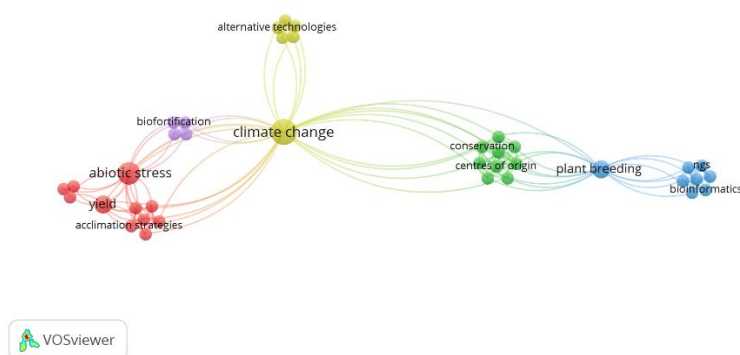 alternative technologies
climate change
biofortification
abiotic stress
yield
acclimation strategies
conservation
centres of origin
plant breeding
ngs
bioinformatics
VOSviewer